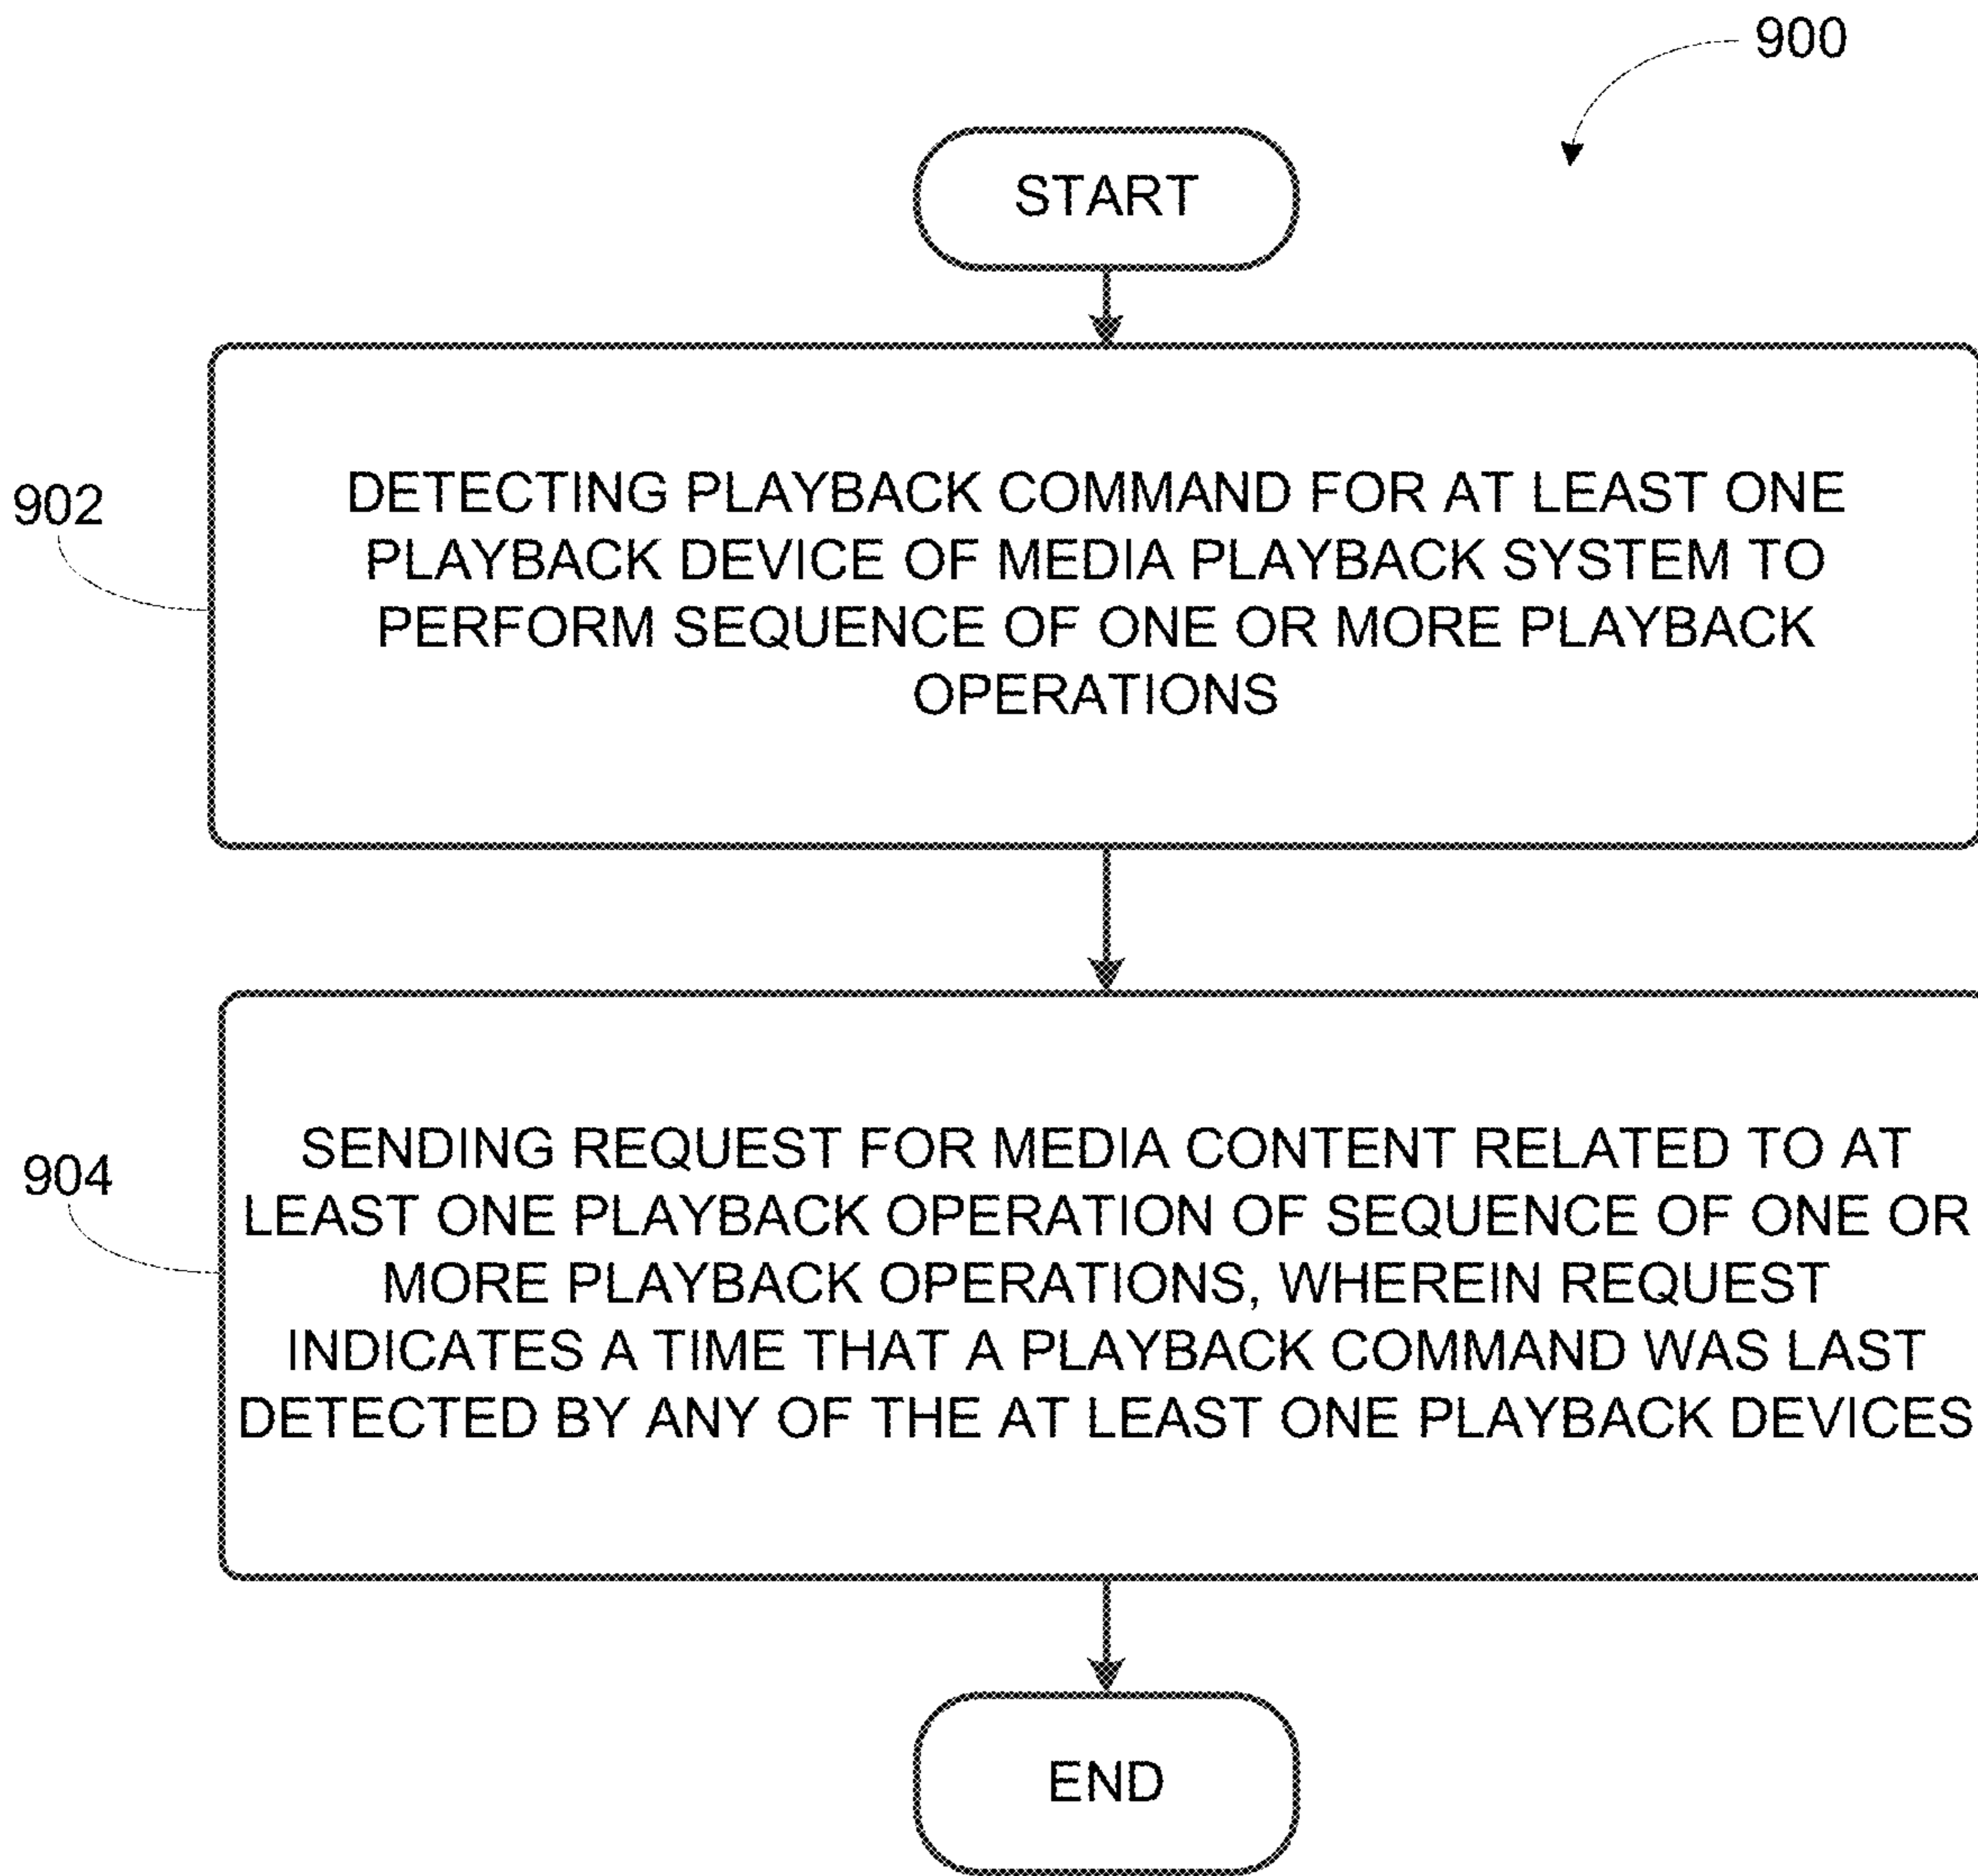 900
START
902
DETECTING PLAYBACK COMMAND FOR AT LEAST ONE
PLAYBACK DEVICE OF MEDIA PLAYBACK SYSTEM TO
PERFORM SEQUENCE OF ONE OR MORE PLAYBACK
OPERATIONS
904
SENDING REQUEST FOR MEDIA CONTENT RELATED TO AT
LEAST ONE PLAYBACK OPERATION OF SEQUENCE OF ONE OR
MORE PLAYBACK OPERATIONS, WHEREIN REQUEST
INDICATES A TIME THAT A PLAYBACK COMMAND WAS LAST
DETECTED BY ANY OF THE AT LEAST ONE PLAYBACK DEVICES
END